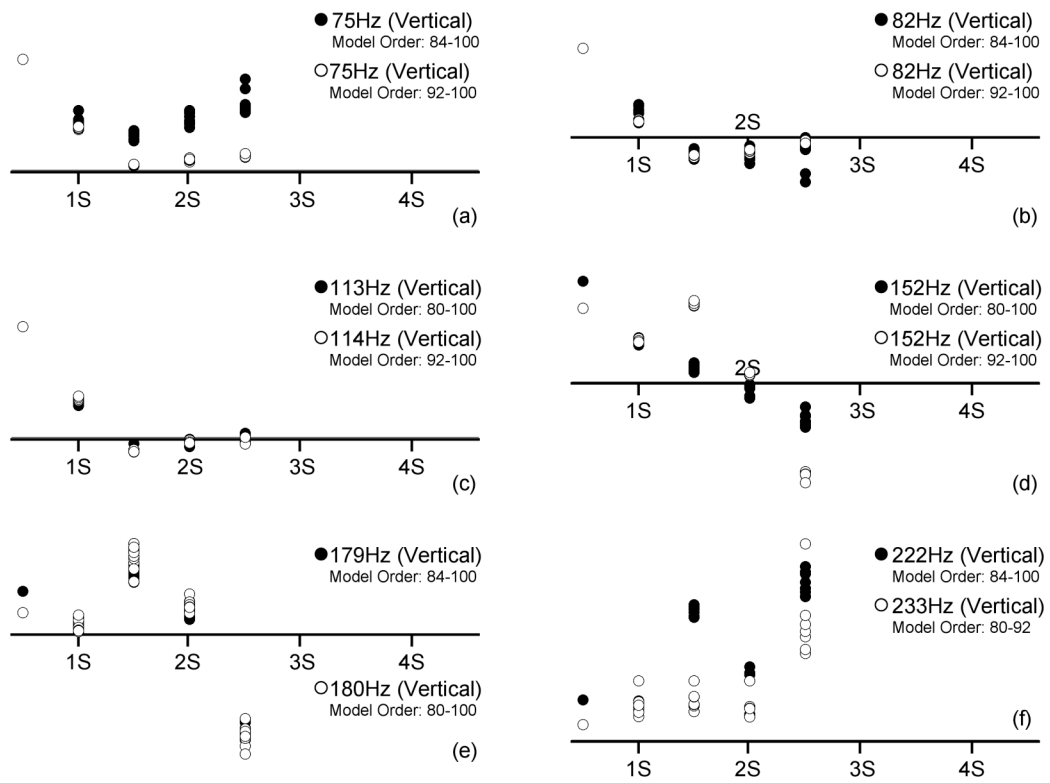 75Hz (Vertical)
Model Order: 84-100
75Hz (Vertical)
Model Order: 92-100
1S 2S 3S 4S
(a)
82Hz (Vertical)
Model Order: 84-100
82Hz (Vertical)
Model Order: 92-100
2S
1S 3S 4S
(b)
113Hz (Vertical)
Model Order: 80-100
114Hz (Vertical)
Model Order: 92-100
1S 2S 3S 4S
(c)
152Hz (Vertical)
Model Order: 80-100
152Hz (Vertical)
Model Order: 92-100
2S
1S 3S 4S
(d)
179Hz (Vertical)
Model Order: 84-100
1S 2S 3S 4S
180Hz (Vertical)
Model Order: 80-100
(e)
222Hz (Vertical)
Model Order: 84-100
233Hz (Vertical)
Model Order: 80-92
(f)
1S 2S 3S 4S